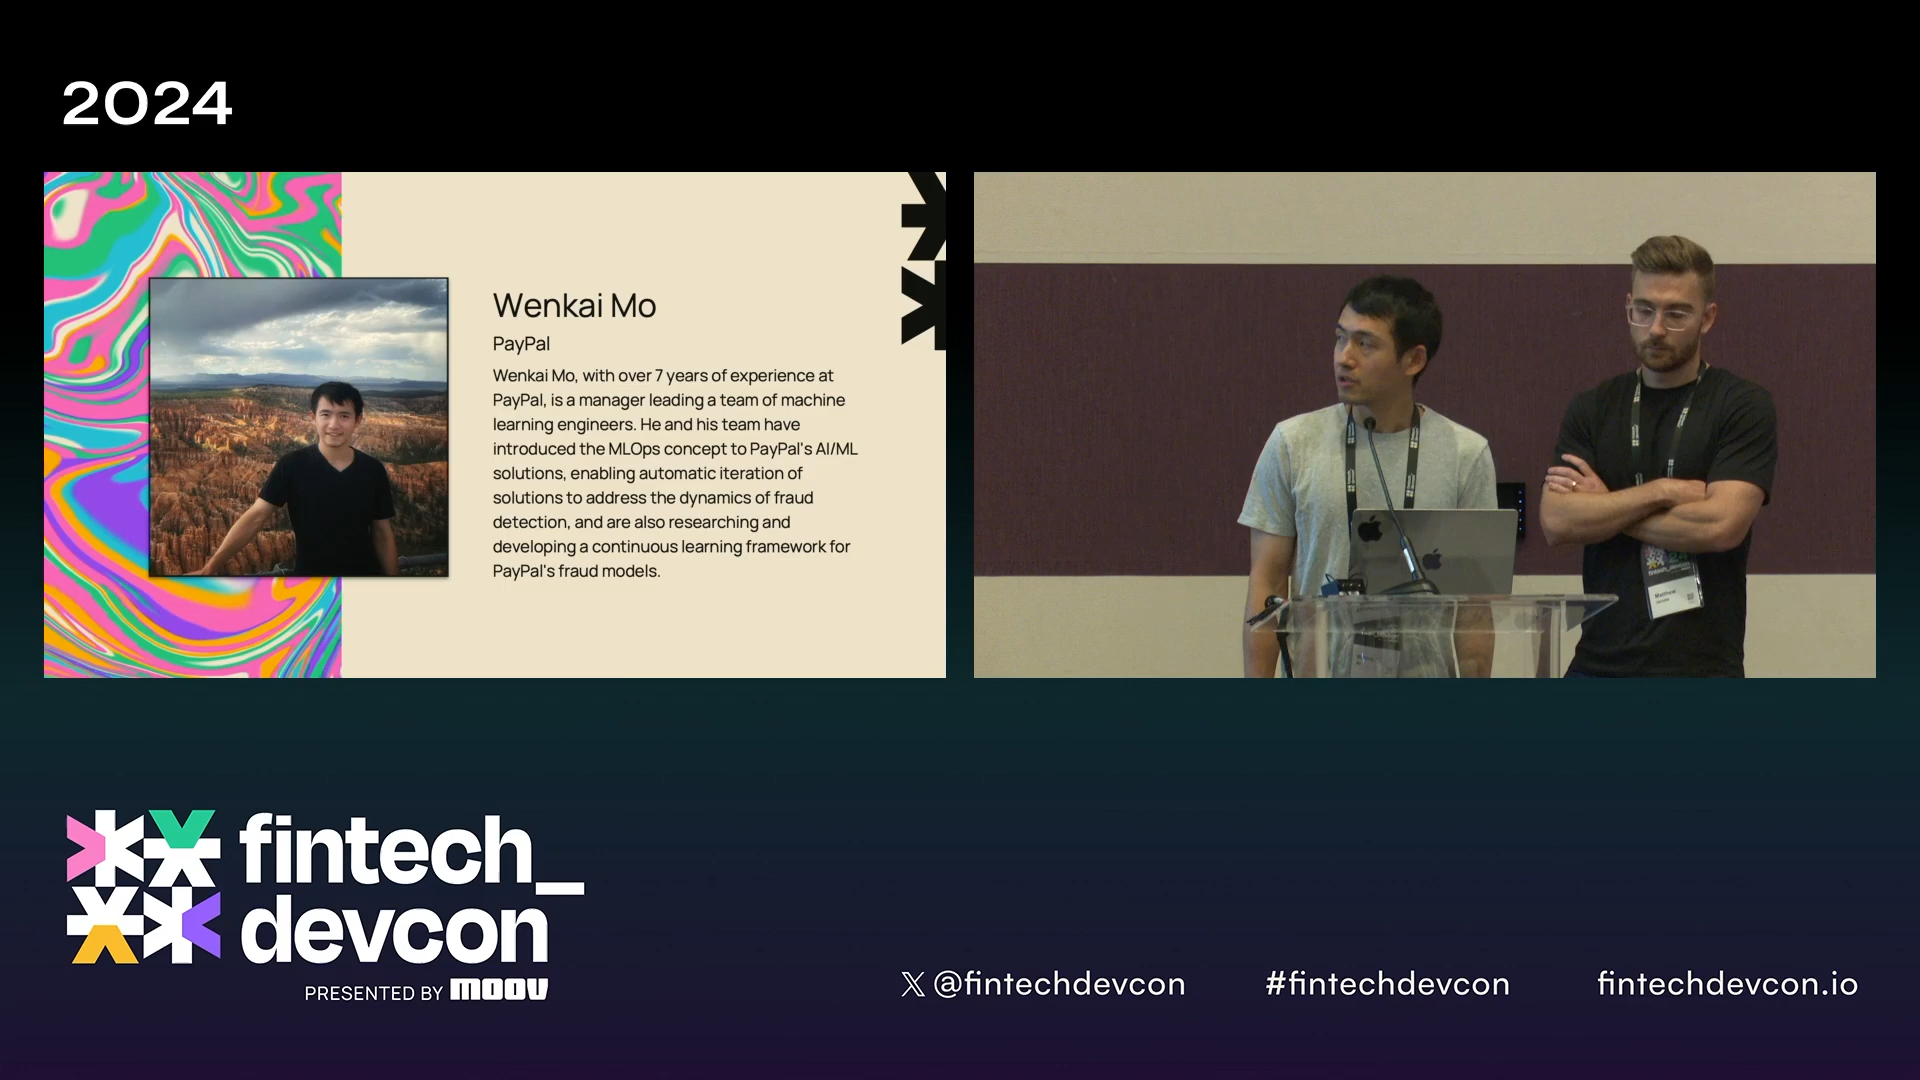 2024
Wenkai Mo
PayPal
Wenkai Mo, with over 7 years of experience at
PayPal, is a manager leading a team of machine
learning engineers. He and his team have
introduced the MLOps concept to PayPal's AI/ML
solutions, enabling automatic iteration of
solutions to address the dynamics of fraud
detection, and are also researching and
developing a continuous learning framework for
PayPal's fraud models.
Matthew
fintech_
devcon
PRESENTED BY moov
X @fintechdevcon
#fintechdevcon
fintechdevcon.io